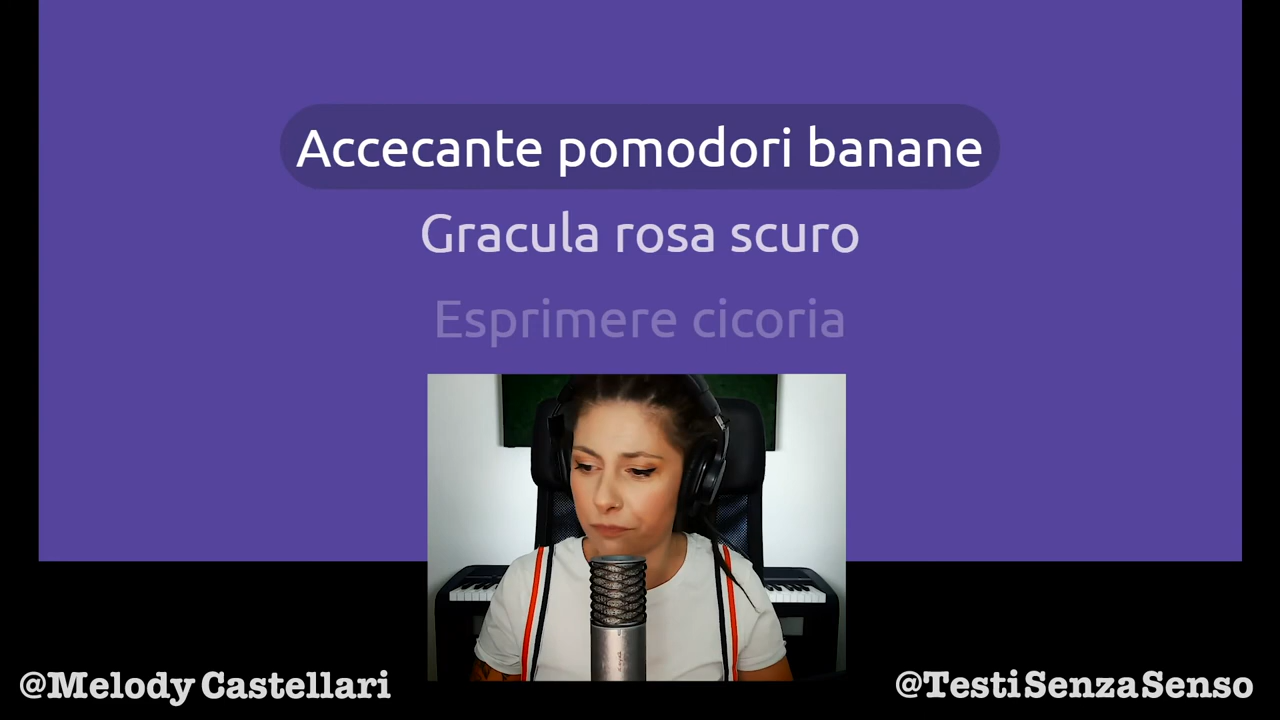 Accecante pomodori banane
Gracula rosa scuro
Esprimere cicoria
@Melody Castellari
@TestiSenzaSenso